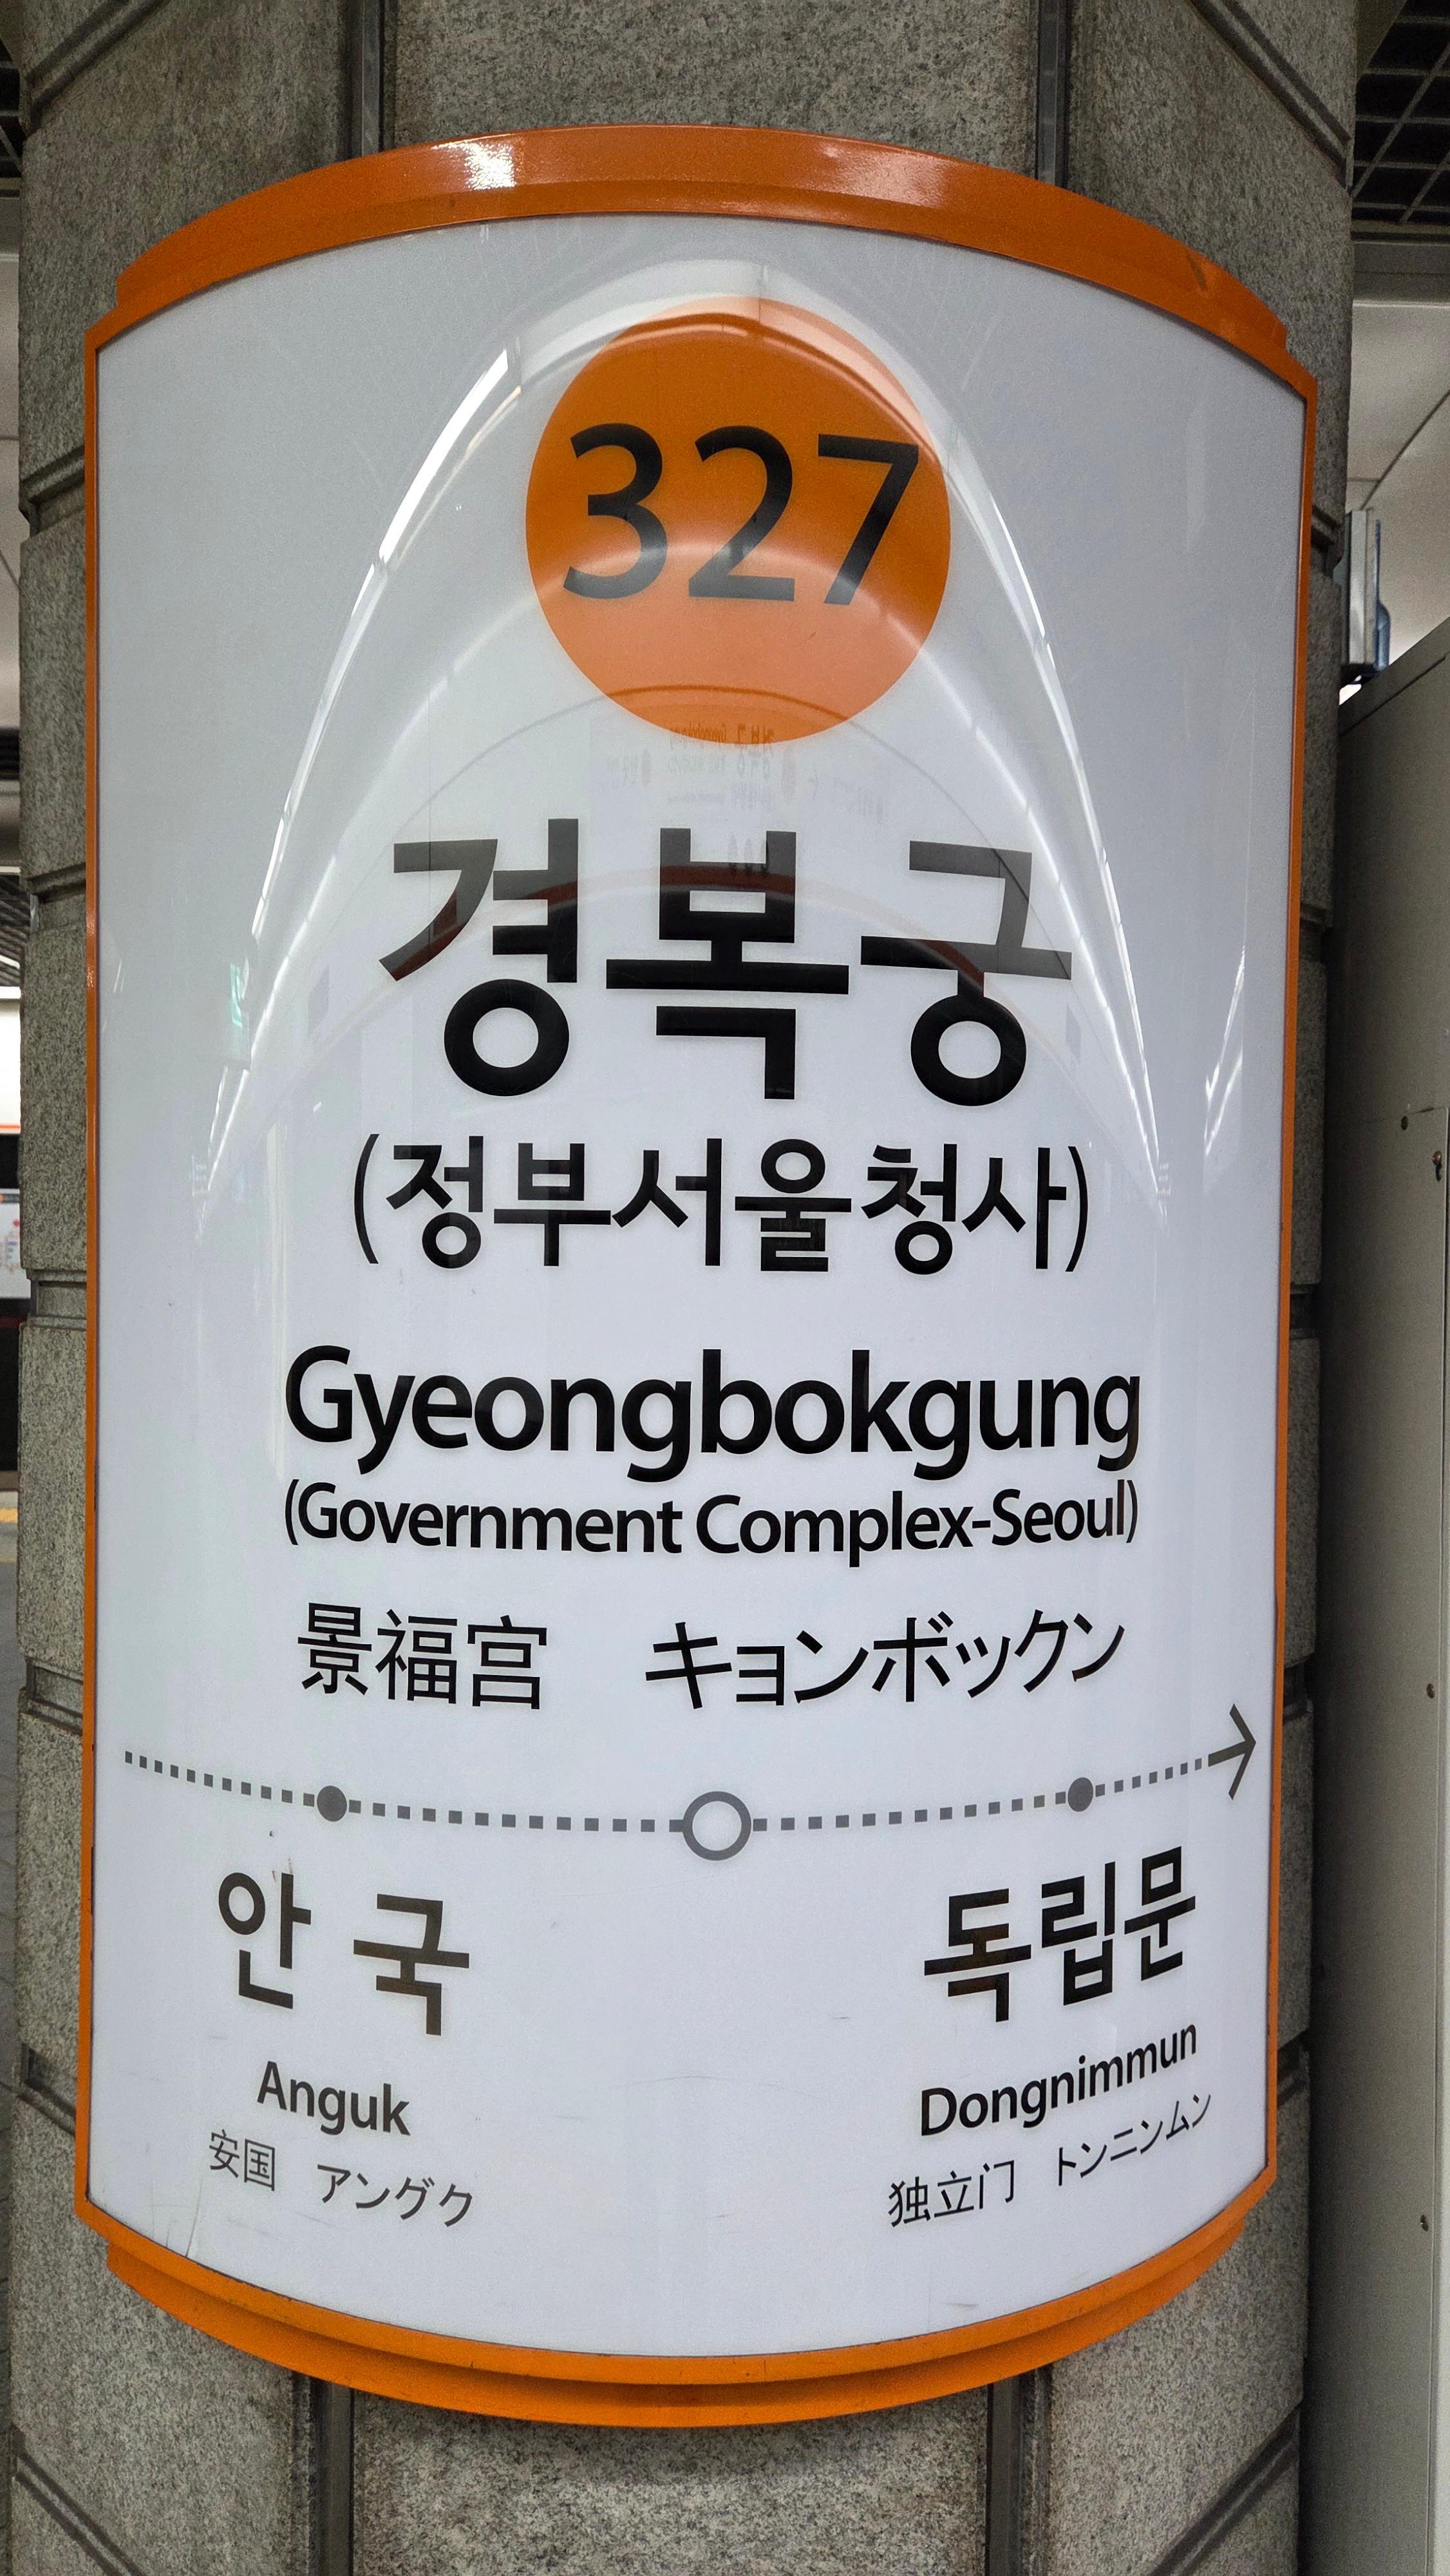 327
경복궁
(정부서울청사)
Gyeongbokgung
(Government Complex-Seoul)
景福宫 キョンボックン
안국 독립문
Anguk Dongnimmun
安国 アングク 独立门 トンニンムン